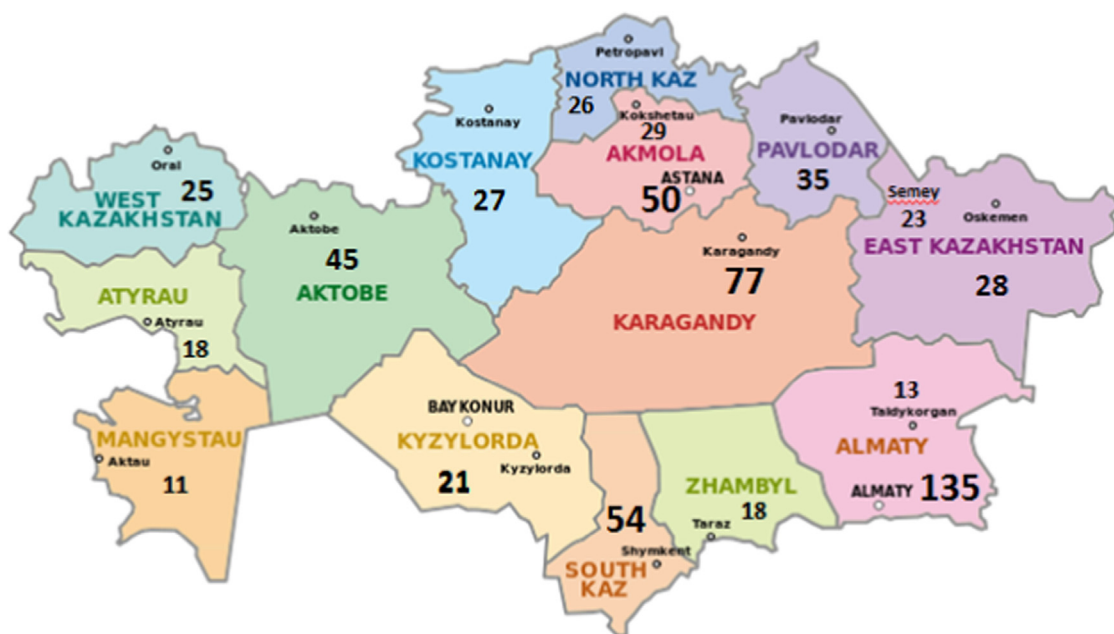 Petropavl
NORTH KAZ
26
Kokshetau
29
AKMOLA
ASTANA
50
Kostanay
KOSTANAY
27
Pavlodar
PAVLODAR
35
Semey
23
Oskemen
EAST KAZAKHSTAN
28
Oral
WEST 25
KAZAKHSTAN
Aktobe
45
AKTOBE
Karagandy
77
KARAGANDY
ATYRAU
Atyrau
18
MANGYSTAU
Aktau
11
BAYKONUR
KYZYLORDA
Kyzylorda
21
54
Shymkent
SOUTH
KAZ
ZHAMBYL
18
Taraz
13
Taldykorgan
ALMATY
ALMATY 135